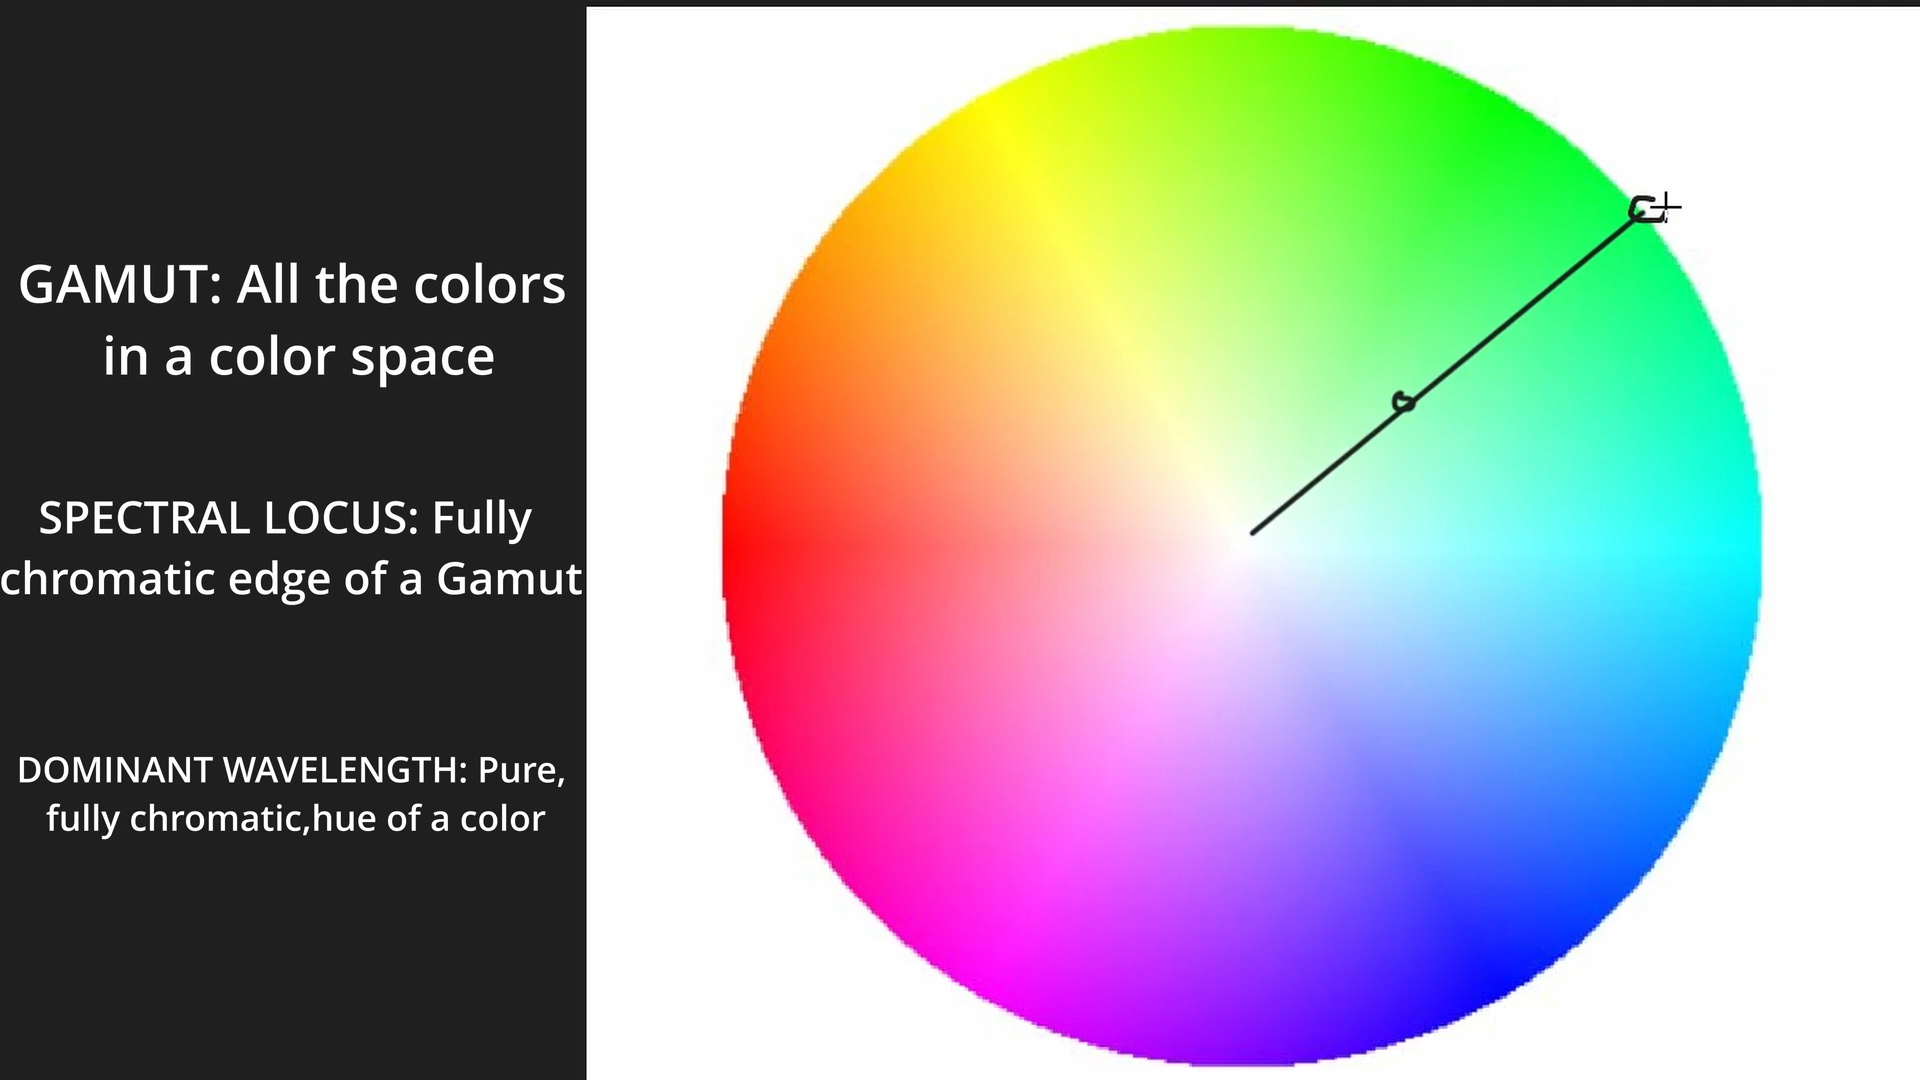 GAMUT: All the colors
in a color space
SPECTRAL LOCUS: Fully
chromatic edge of a Gamut
DOMINANT WAVELENGTH: Pure,
fully chromatic,hue of a color